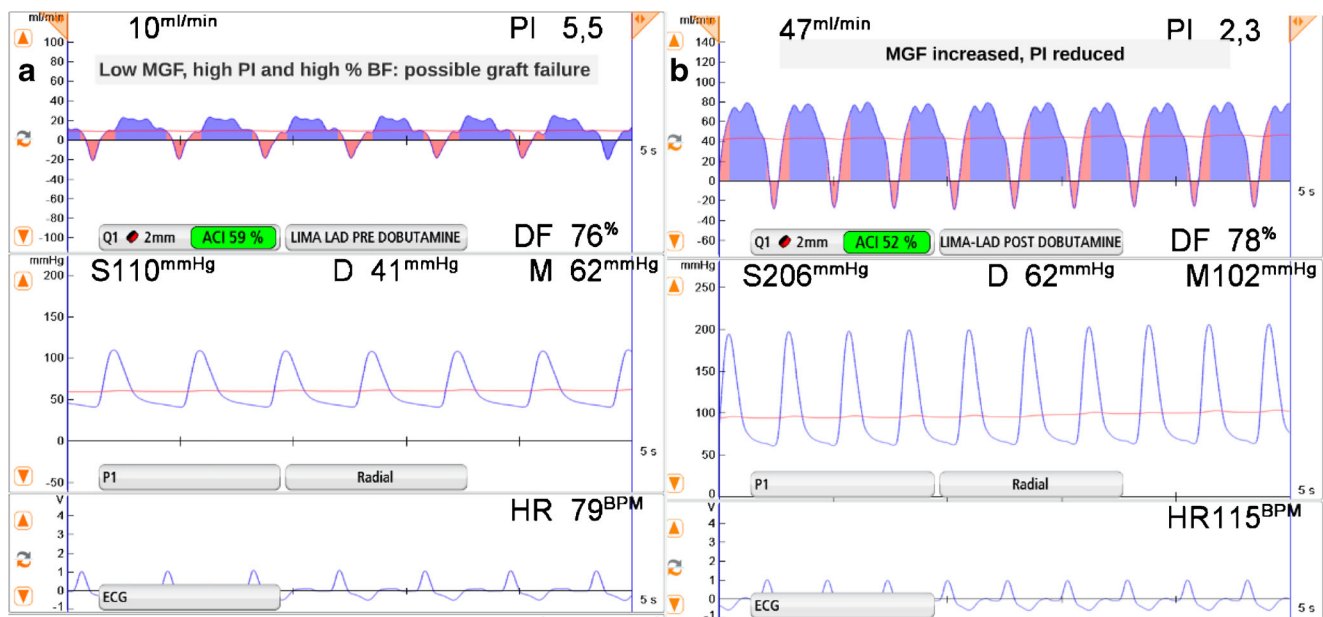 ml/min
10ml/min
PI 5,5
a
Low MGF, high PI and high % BF: possible graft failure
100
80
60
40
20
0
-20
-40
-60
-80
-100
5 s
Q1 2mm ACI 59 % LIMA LAD PRE DOBUTAMINE DF 76%
mmHg
S110mmHg D 41mmHg M 62mmHg
200
150
100
50
0
-50
5 s
P1 Radial
V
HR 79BPM
4
3
2
1
0
-1
ECG
5 s
ml/min
47ml/min
PI 2,3
b
MGF increased, PI reduced
140
120
100
80
60
40
20
0
-20
-40
-60
5 s
Q1 2mm ACI 52 % LIMA-LAD POST DOBUTAMINE DF 78%
mmHg
S206mmHg D 62mmHg M102mmHg
250
200
150
100
50
0
5 s
P1 Radial
V
HR115BPM
4
3
2
1
0
-1
ECG
5 s